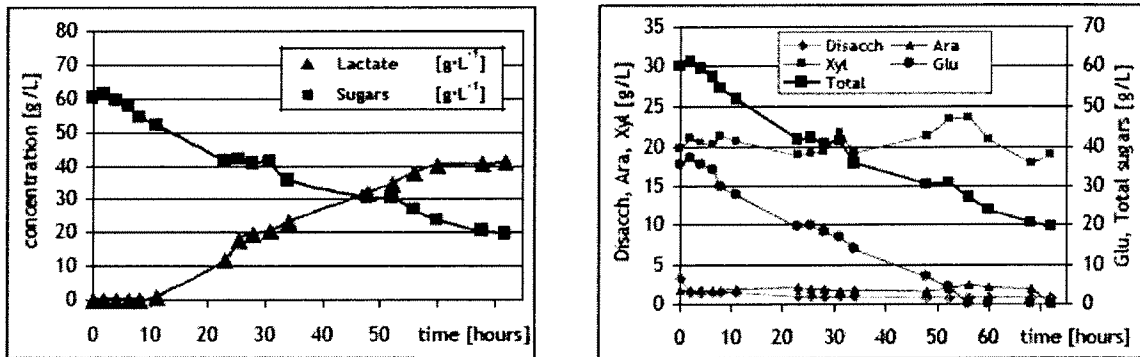 80
70
60
50
40
30
20
10
0
concentration [g/L]
Lactate [g·L⁻¹]
Sugars [g·L⁻¹]
0 10 20 30 40 50 time [hours]
35
30
25
20
15
10
5
0
Disacch, Ara, Xyl [g/L]
Disacch Ara
Xyl Glu
Total
70
60
50
40
30
20
10
0
Glu, Total sugars [g/L]
0 10 20 30 40 50 60 time [hours]